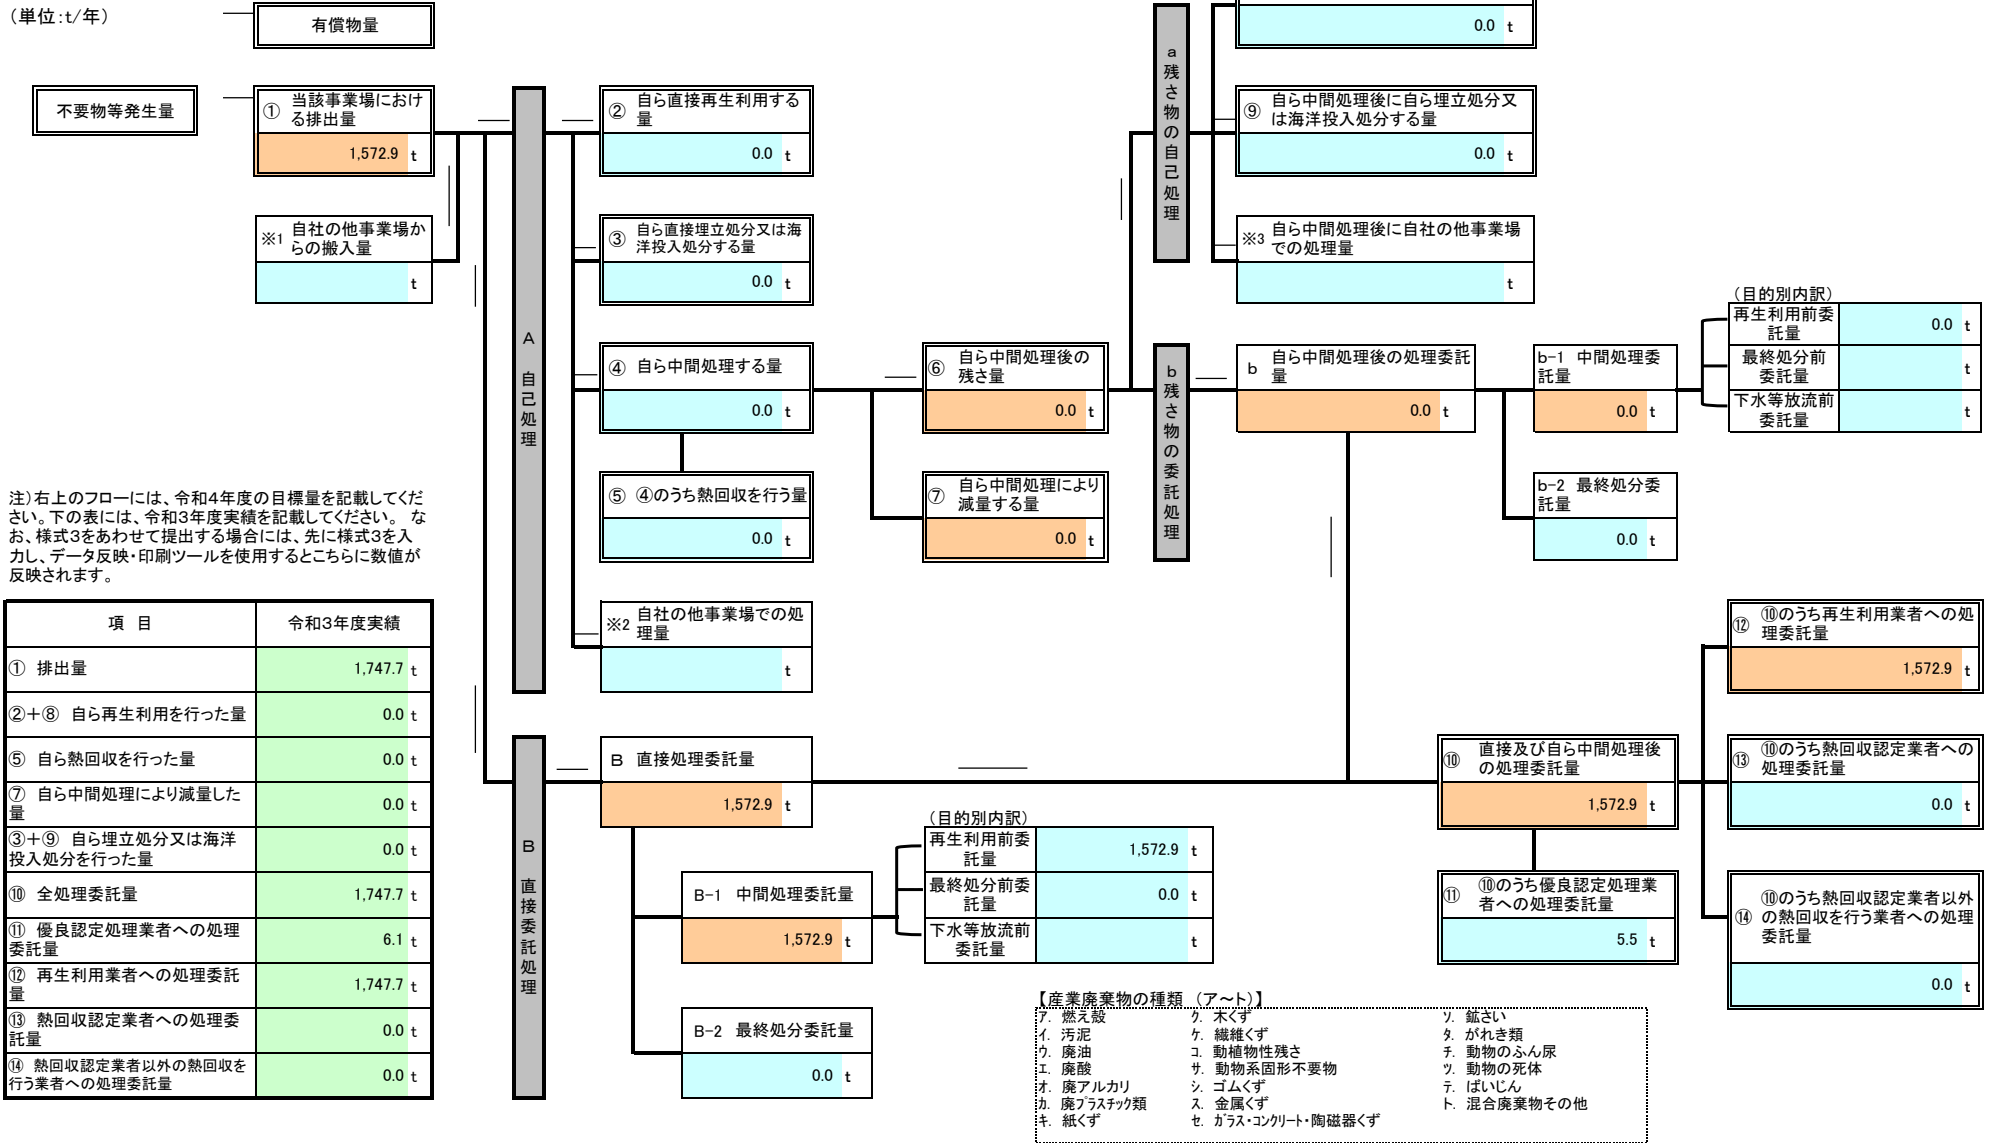 （単位:t/年）
有償物量
不要物等発生量
① 当該事業場におけ
る排出量
1,572.9 t
※1 自社の他事業場か
らの搬入量
t
A 自己処理
② 自ら直接再生利用する
量
0.0 t
③ 自ら直接埋立処分又は海
洋投入処分する量
0.0 t
④ 自ら中間処理する量
0.0 t
⑤ ④のうち熱回収を行う量
0.0 t
※2 自社の他事業場での処
理量
t
⑥ 自ら中間処理後の
残さ量
0.0 t
⑦ 自ら中間処理により
減量する量
0.0 t
a 残さ物の自己処理
0.0 t
⑨ 自ら中間処理後に自ら埋立処分又
は海洋投入処分する量
0.0 t
※3 自ら中間処理後に自社の他事業場
での処理量
t
b 残さ物の委託処理
b 自ら中間処理後の処理委託
量
0.0 t
b-1 中間処理委
託量
0.0 t
b-2 最終処分委
託量
0.0 t
（目的別内訳）
再生利用前委
託量
0.0 t
最終処分前
委託量
t
下水等放流前
委託量
t
注）右上のフローには、令和4年度の目標量を記載してくだ
さい。下の表には、令和3年度実績を記載してください。 な
お、様式3をあわせて提出する場合には、先に様式3を入
力し、データ反映・印刷ツールを使用するとこちらに数値が
反映されます。
項 目 令和3年度実績
① 排出量 1,747.7 t
②+⑧ 自ら再生利用を行った量 0.0 t
⑤ 自ら熱回収を行った量 0.0 t
⑦ 自ら中間処理により減量した
量 0.0 t
③+⑨ 自ら埋立処分又は海洋
投入処分を行った量 0.0 t
⑩ 全処理委託量 1,747.7 t
⑪ 優良認定処理業者への処理
委託量 6.1 t
⑫ 再生利用業者への処理委託
量 1,747.7 t
⑬ 熱回収認定業者への処理委
託量 0.0 t
⑭ 熱回収認定業者以外の熱回収を
行う業者への処理委託量 0.0 t
B 直接委託処理
B 直接処理委託量
1,572.9 t
B-1 中間処理委託量
1,572.9 t
B-2 最終処分委託量
0.0 t
（目的別内訳）
再生利用前委
託量
1,572.9 t
最終処分前委
託量
0.0 t
下水等放流前
委託量
t
⑩ 直接及び自ら中間処理後
の処理委託量
1,572.9 t
⑪ ⑩のうち優良認定処理業
者への処理委託量
5.5 t
⑫ ⑩のうち再生利用業者への処
理委託量
1,572.9 t
⑬ ⑩のうち熱回収認定業者への
処理委託量
0.0 t
⑭ ⑩のうち熱回収認定業者以外
の熱回収を行う業者への処理
委託量
0.0 t
【産業廃棄物の種類 （ア～ト）】
ア. 燃え殻 ク. 木くず ソ. 鉱さい
イ. 汚泥 ケ. 繊維くず タ. がれき類
ウ. 廃油 コ. 動植物性残さ チ. 動物のふん尿
エ. 廃酸 サ. 動物系固形不要物 ツ. 動物の死体
オ. 廃アルカリ シ. ゴムくず テ. ばいじん
カ. 廃プラスチック類 ス. 金属くず ト. 混合廃棄物その他
キ. 紙くず セ. ガラス・コンクリート・陶磁器くず